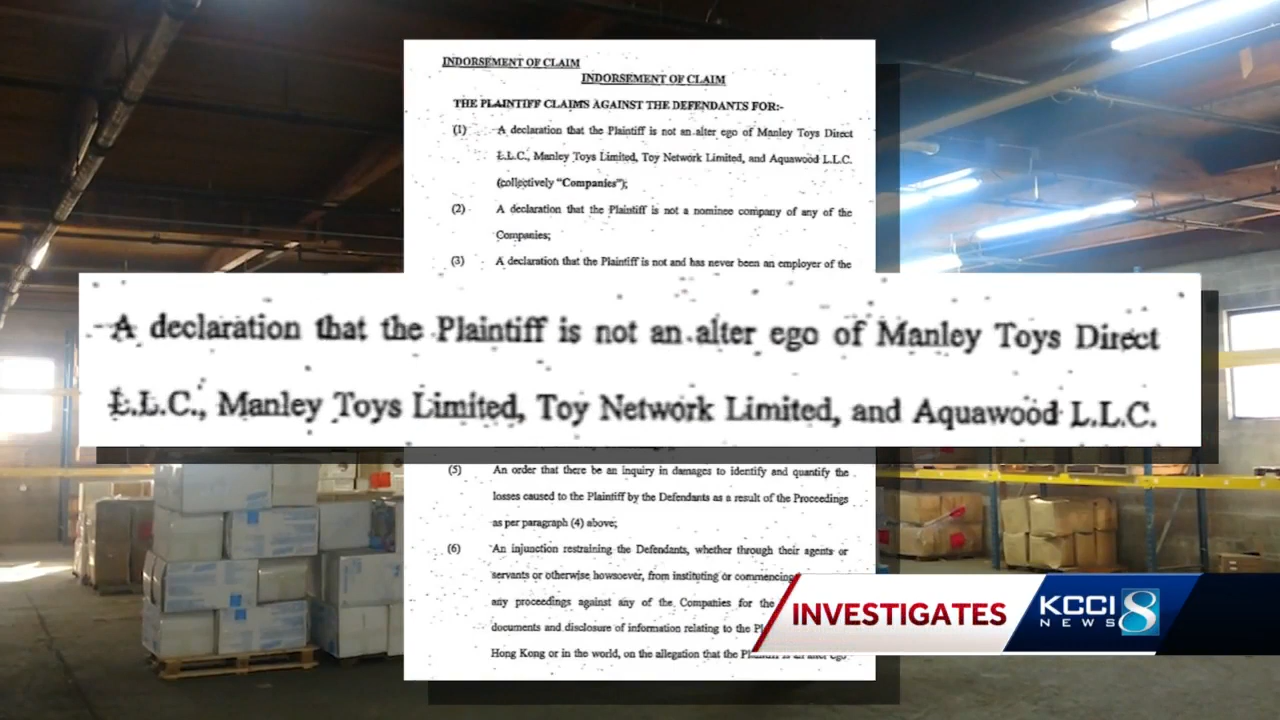 INDORSEMENT OF CLAIM
INDORSEMENT OF CLAIM
THE PLAINTIFF CLAIMS AGAINST THE DEFENDANTS FOR:-
(1) A declaration that the Plaintiff is not an alter ego of Manley Toys Direct
L.L.C., Manley Toys Limited, Toy Network Limited, and Aquawood L.L.C.
(collectively "Companies");
(2) A declaration that the Plaintiff is not a nominee company of any of the
Companies;
(3) A declaration that the Plaintiff is not and has never been an employer of the
A declaration that the Plaintiff is not an alter ego of Manley Toys Direct
L.L.C., Manley Toys Limited, Toy Network Limited, and Aquawood L.L.C.
(5) An order that there be an inquiry in damages to identify and quantify the
losses caused to the Plaintiff by the Defendants as a result of the Proceedings
as per paragraph (4) above;
(6) An injunction restraining the Defendants, whether through their agents or
servants or otherwise howsoever, from instituting or commencing
any proceedings against any of the Companies for the
documents and disclosure of information relating to the
Hong Kong or in the world, on the allegation that the
INVESTIGATES
KCCI 8
NEWS